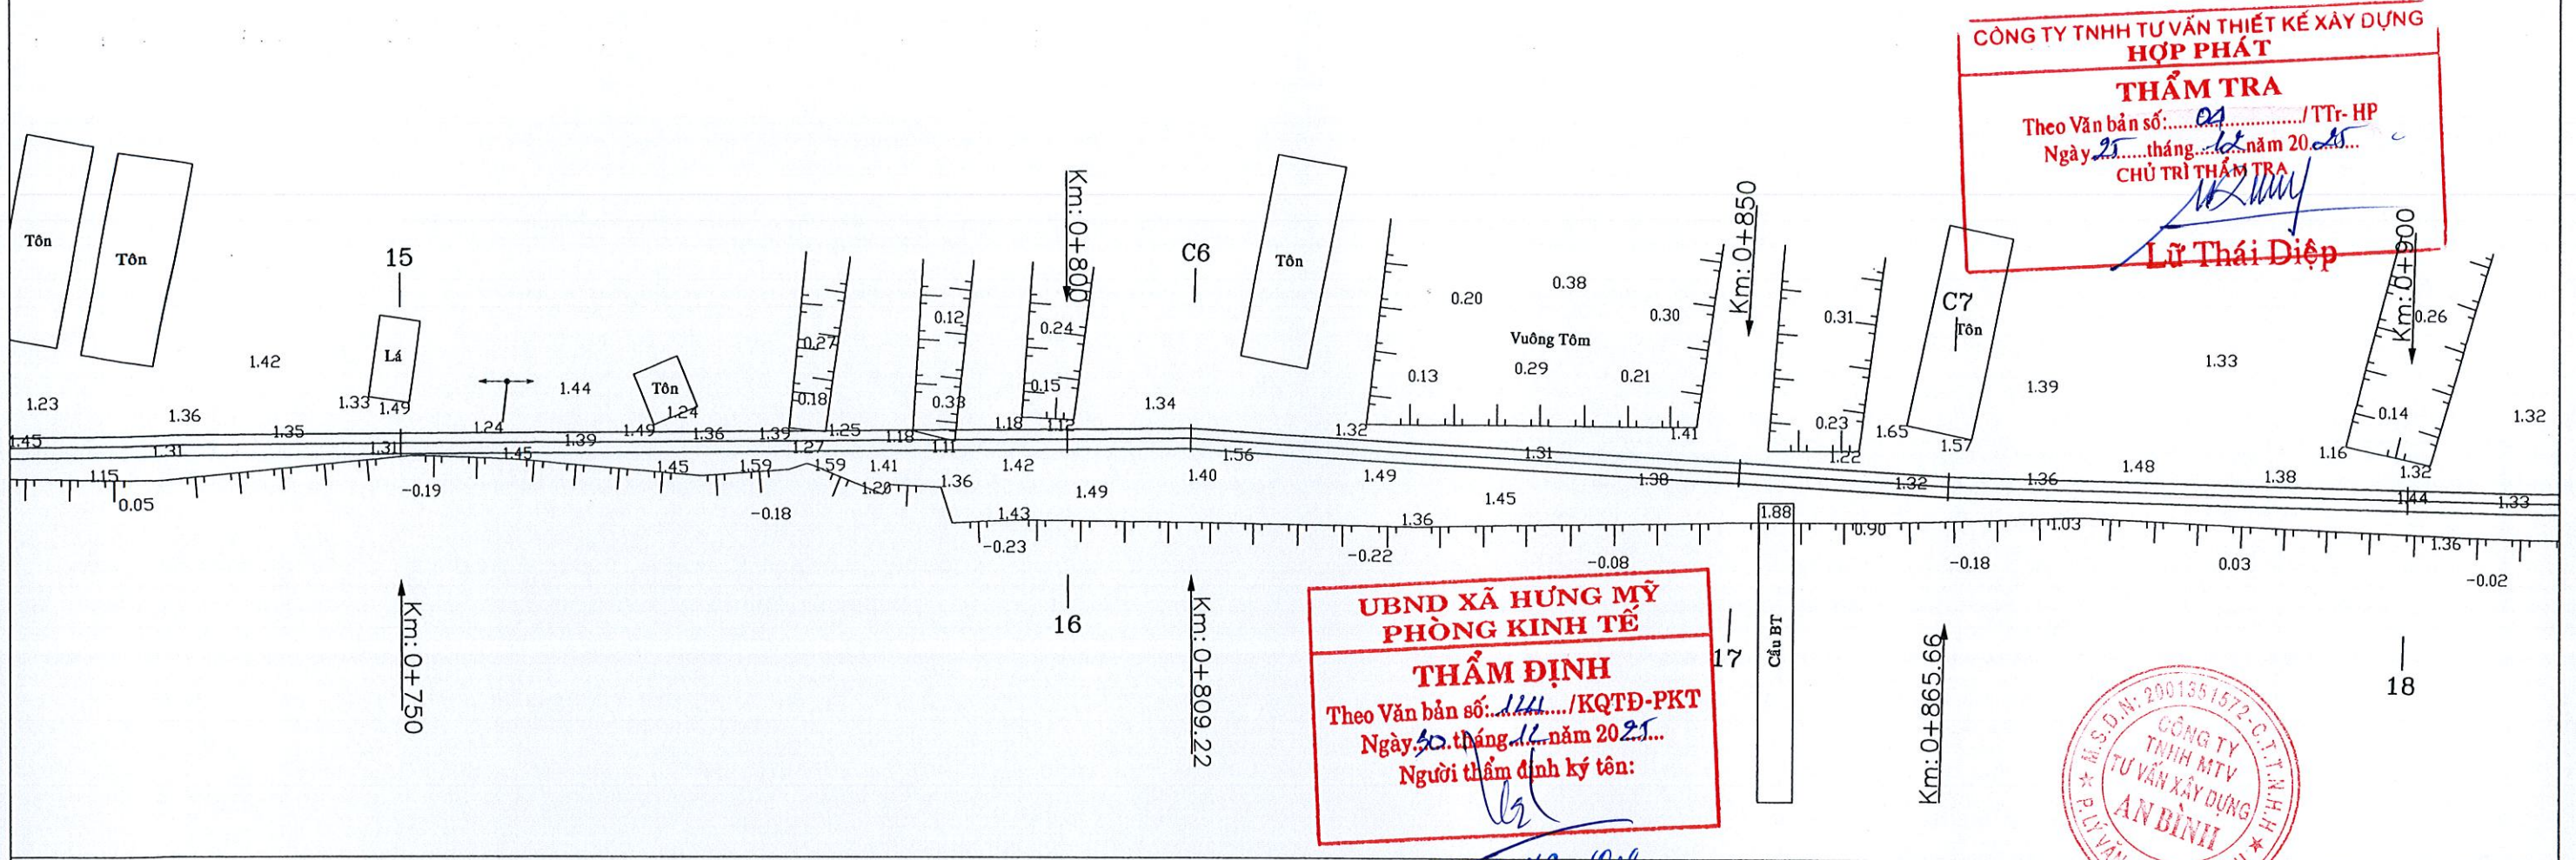 CÔNG TY TNHH TƯ VẤN THIẾT KẾ XÂY DỰNG
HỢP PHÁT
THẨM TRA
Theo Văn bản số:......01............../TTr- HP
Ngày.25......tháng...12.năm 20.25....
CHỦ TRÌ THẨM TRA
Lữ Thái Diệp
Km: 0+800
Km: 0+850
Km: 0+900
Tôn
Tôn
15
C6
Tôn
C7
Tôn
0.20
0.38
0.30
0.12
0.24
0.31
0.26
Vuông Tôm
0.27
Lá
1.42
0.13
0.29
0.21
1.33
1.44
Tôn
0.15
1.39
1.23
1.36
1.33
1.49
1.24
0.18
0.33
1.34
0.23
0.14
1.32
1.45
1.35
1.24
1.39
1.49
1.36
1.39
1.25
1.18
1.18
1.12
1.32
1.41
1.65
1.57
1.16
1.31
1.31
1.45
1.27
1.11
1.56
1.31
1.22
1.32
1.15
1.45
1.59
1.59
1.41
1.42
1.40
1.49
1.38
1.32
1.36
1.48
1.38
1.44
1.33
0.05
-0.19
-0.18
1.36
1.49
1.45
1.43
1.36
1.88
0.90
1.03
1.36
-0.23
-0.22
-0.08
-0.18
0.03
-0.02
Km: 0+750
16
Km: 0+809.22
17
Cầu BT
Km: 0+865.66
18
UBND XÃ HƯNG MỸ
PHÒNG KINH TẾ
THẨM ĐỊNH
Theo Văn bản số:............/KQTĐ-PKT
Ngày.30..tháng......năm 2025...
Người thẩm định ký tên:
M.S.D.N: 2001351572-C.T.T.N.H.H
CÔNG TY
TNHH MTV
TƯ VẤN XÂY DỰNG
AN BÌNH
P.LÝ VĂN